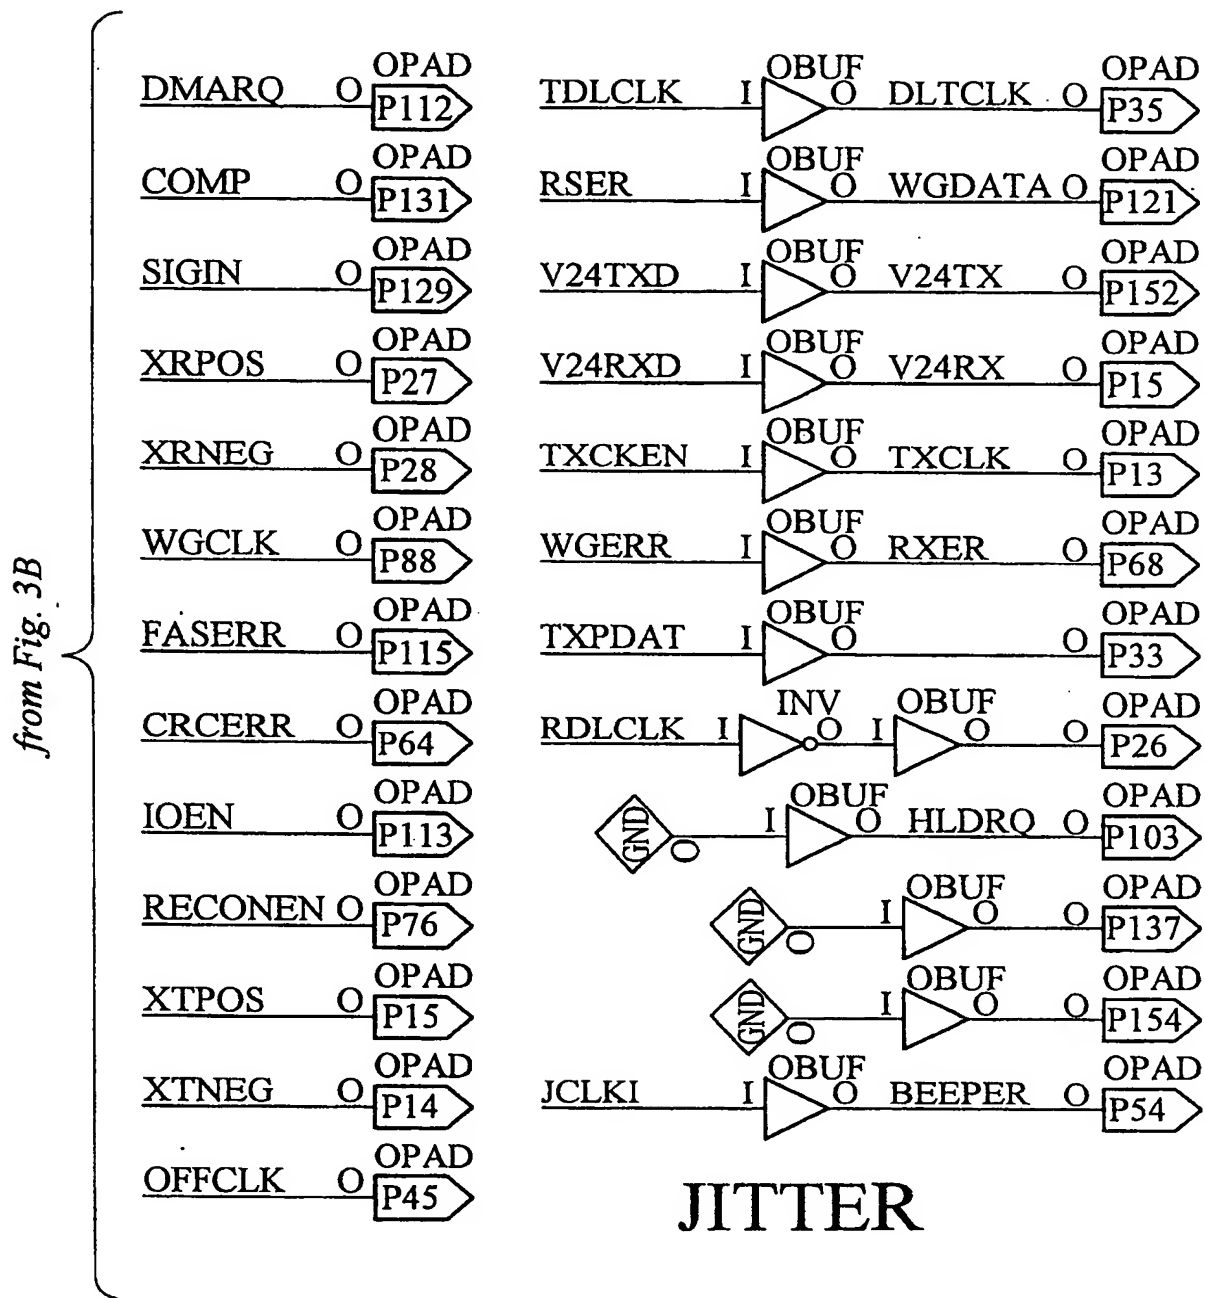 from Fig. 3B
DMARQ O OPAD P112
COMP O OPAD P131
SIGIN O OPAD P129
XRPOS O OPAD P27
XRNEG O OPAD P28
WGCLK O OPAD P88
FASERR O OPAD P115
CRCERR O OPAD P64
IOEN O OPAD P113
RECONEN O OPAD P76
XTPOS O OPAD P15
XTNEG O OPAD P14
OFFCLK O OPAD P45
TDLCLK I OBUF O DLTCLK O OPAD P35
RSER I OBUF O WGDATA O OPAD P121
V24TXD I OBUF O V24TX O OPAD P152
V24RXD I OBUF O V24RX O OPAD P15
TXCKEN I OBUF O TXCLK O OPAD P13
WGERR I OBUF O RXER O OPAD P68
TXPDAT I OBUF O O OPAD P33
RDLCLK I INV O I OBUF O O OPAD P26
GND O I OBUF O HLDRQ O OPAD P103
GND O I OBUF O O OPAD P137
GND O I OBUF O O OPAD P154
JCLKI I OBUF O BEEPER O OPAD P54
JITTER